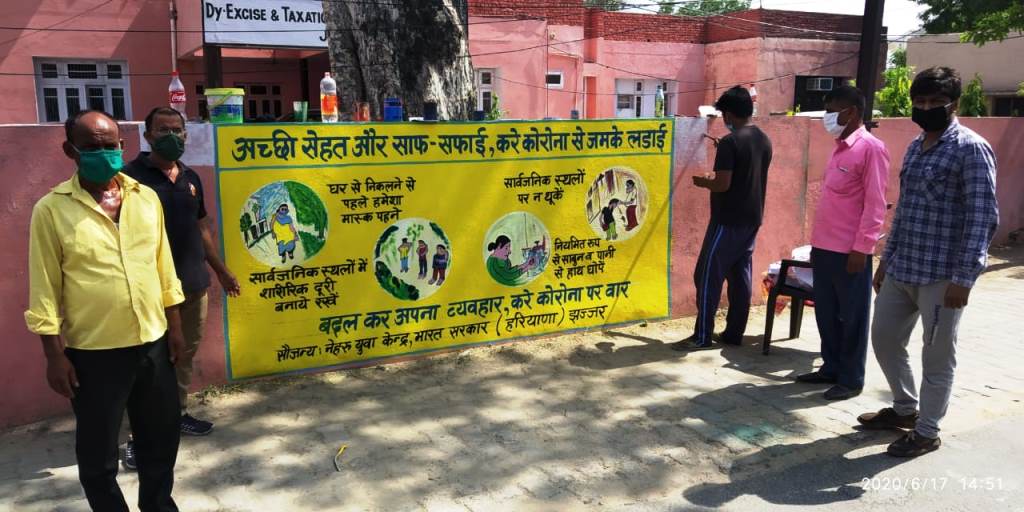 Dy-EXCISE & TAXATI
अच्छी सेहत और साफ-सफाई, करे कोरोना से जमके लडाई
घर से निकलने से
पहले हमेशा
मास्क पहने
सार्वजनिक स्थलों
पर न थूकें
सार्वजनिक स्थलों में
शारिरिक दूरी
बनाये रखें
नियमित रूप
से साबुन व पानी
से हाथ धोएं
बदल कर अपना व्यवहार, करे कोरोना पर वार
सौजन्य: नेहरू युवा केन्द्र, भारत सरकार (हरियाणा) झज्जर
2020/6/17 14:51